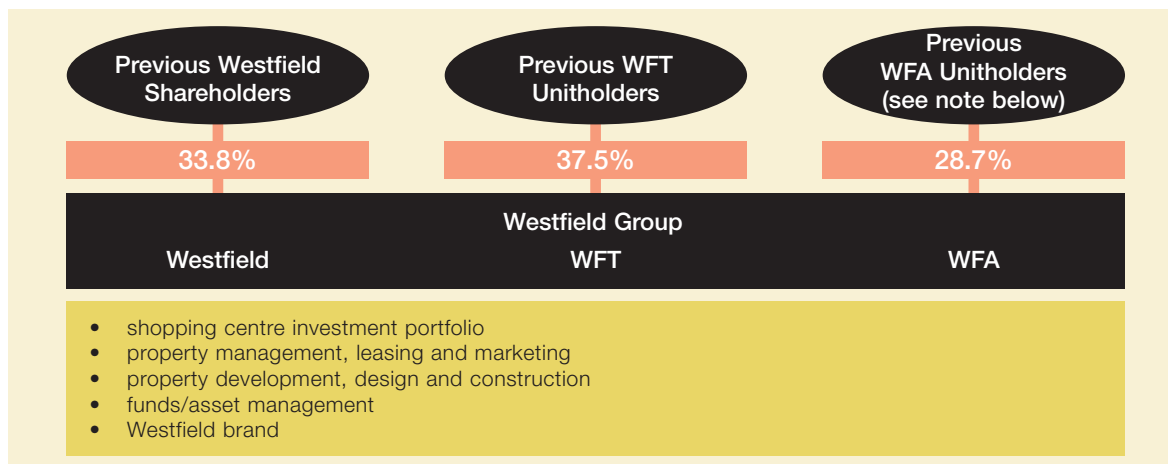 Previous Westfield
Shareholders
Previous WFT
Unitholders
Previous
WFA Unitholders
(see note below)
33.8%
37.5%
28.7%
Westfield Group
Westfield
WFT
WFA
• shopping centre investment portfolio
• property management, leasing and marketing
• property development, design and construction
• funds/asset management
• Westfield brand